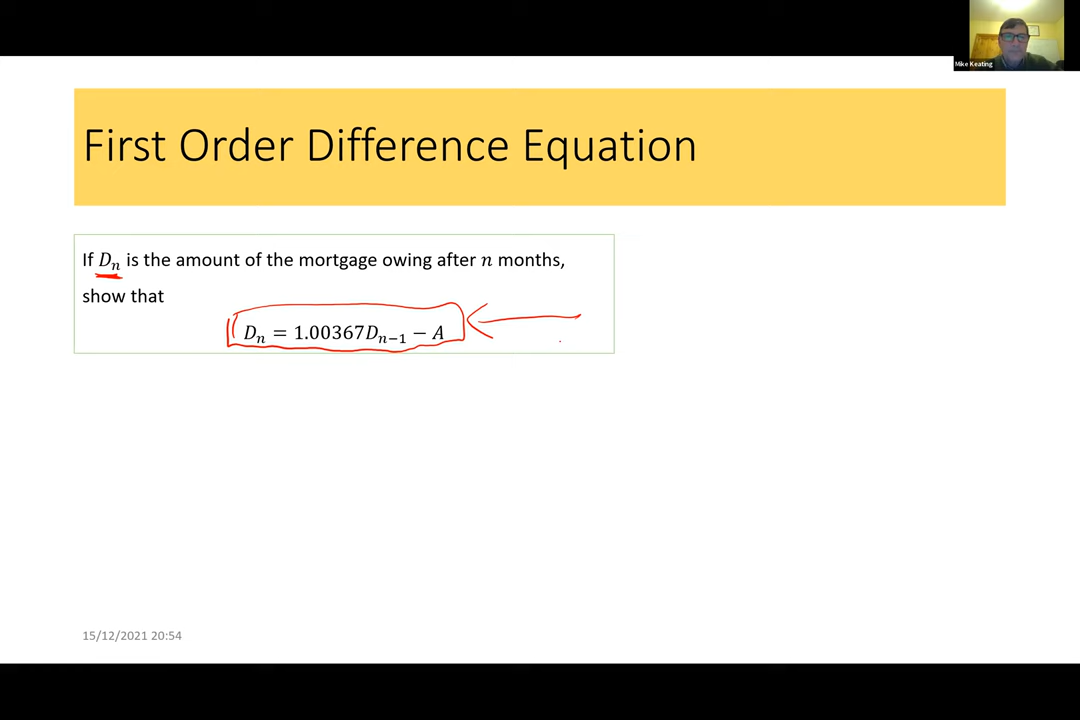 Mike Keating
First Order Difference Equation
If Dₙ is the amount of the mortgage owing after n months,
show that
Dₙ = 1.00367Dₙ₋₁ − A
15/12/2021 20:54